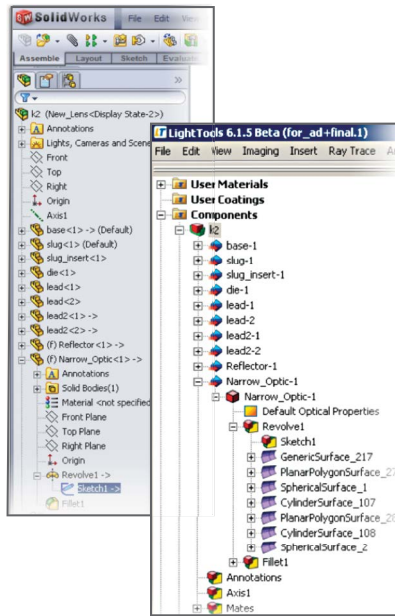 SolidWorks
File Edit View
Assemble Layout Sketch Evaluate
k2 (New_Lens<Display State-2>)
Annotations
Lights, Cameras and Scene
Front
Top
Right
Origin
Axis1
base<1> -> (Default)
slug<1> (Default)
slug_insert<1>
die<1>
lead<1>
lead<2>
lead2<1> ->
lead2<2> ->
(f) Reflector<1> ->
(f) Narrow_Optic<1> ->
Annotations
Solid Bodies(1)
Material <not specified
Front Plane
Top Plane
Right Plane
Origin
Revolve1 ->
Sketch1 ->
Fillet1
LightTools 6.1.5 Beta (for_ad+final.1)
File Edit View Imaging Insert Ray Trace
User Materials
User Coatings
Components
k2
base-1
slug-1
slug_insert-1
die-1
lead-1
lead-2
lead2-1
lead2-2
Reflector-1
Narrow_Optic-1
Narrow_Optic-1
Default Optical Properties
Revolve1
Sketch1
GenericSurface_217
PlanarPolygonSurface_27
SphericalSurface_1
CylinderSurface_107
PlanarPolygonSurface_28
CylinderSurface_108
SphericalSurface_2
Fillet1
Annotations
Axis1
Mates